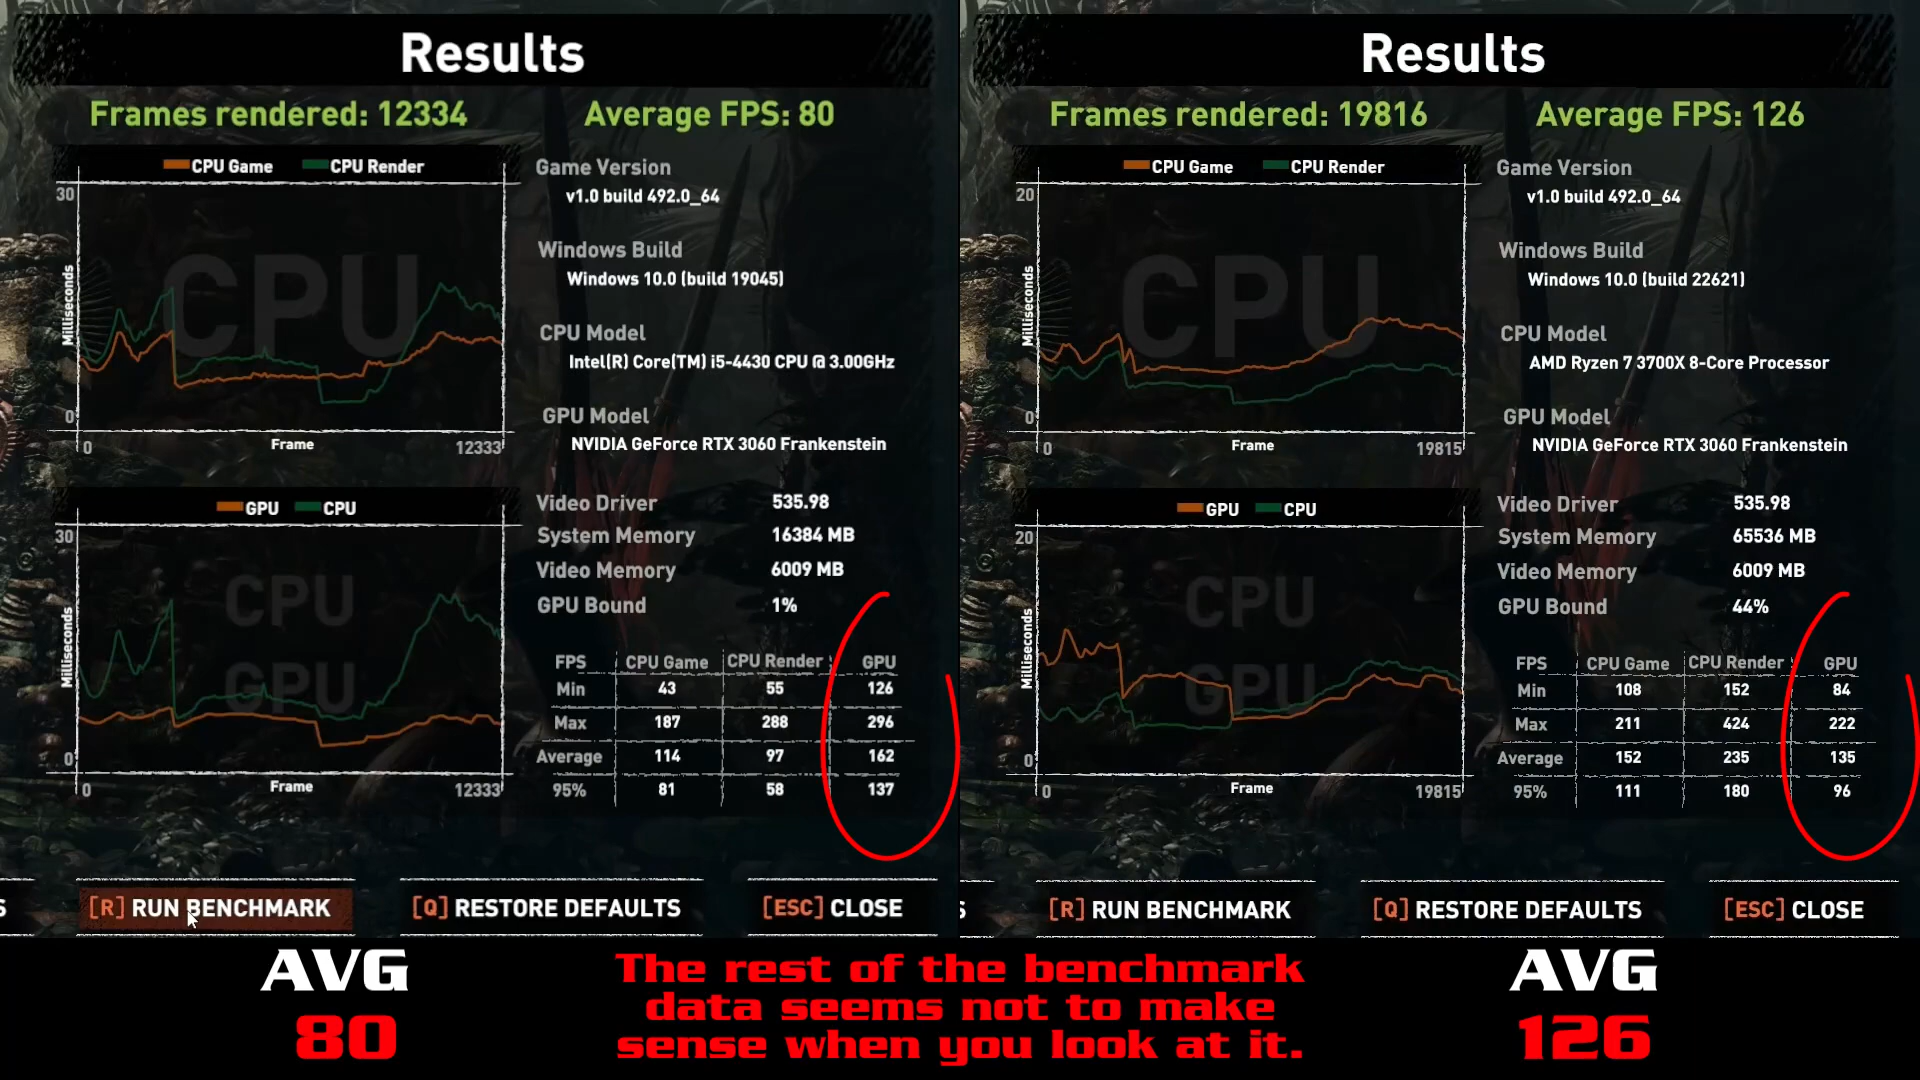 Results
Frames rendered: 12334
Average FPS: 80
CPU Game
CPU Render
30
CPU
Milliseconds
0
0
Frame
12333
Game Version
v1.0 build 492.0_64
Windows Build
Windows 10.0 (build 19045)
CPU Model
Intel(R) Core(TM) i5-4430 CPU @ 3.00GHz
GPU Model
NVIDIA GeForce RTX 3060 Frankenstein
GPU
CPU
30
CPU
GPU
Milliseconds
0
0
Frame
12333
Video Driver 535.98
System Memory 16384 MB
Video Memory 6009 MB
GPU Bound 1%
FPS CPU Game CPU Render GPU
Min 43 55 126
Max 187 288 296
Average 114 97 162
95% 81 58 137
S
[R] RUN BENCHMARK
[Q] RESTORE DEFAULTS
[ESC] CLOSE
Results
Frames rendered: 19816
Average FPS: 126
CPU Game
CPU Render
20
CPU
Milliseconds
0
0
Frame
19815
Game Version
v1.0 build 492.0_64
Windows Build
Windows 10.0 (build 22621)
CPU Model
AMD Ryzen 7 3700X 8-Core Processor
GPU Model
NVIDIA GeForce RTX 3060 Frankenstein
GPU
CPU
20
CPU
GPU
Milliseconds
0
0
Frame
19815
Video Driver 535.98
System Memory 65536 MB
Video Memory 6009 MB
GPU Bound 44%
FPS CPU Game CPU Render GPU
Min 108 152 84
Max 211 424 222
Average 152 235 135
95% 111 180 96
S
[R] RUN BENCHMARK
[Q] RESTORE DEFAULTS
[ESC] CLOSE
AVG
80
The rest of the benchmark
data seems not to make
sense when you look at it.
AVG
126